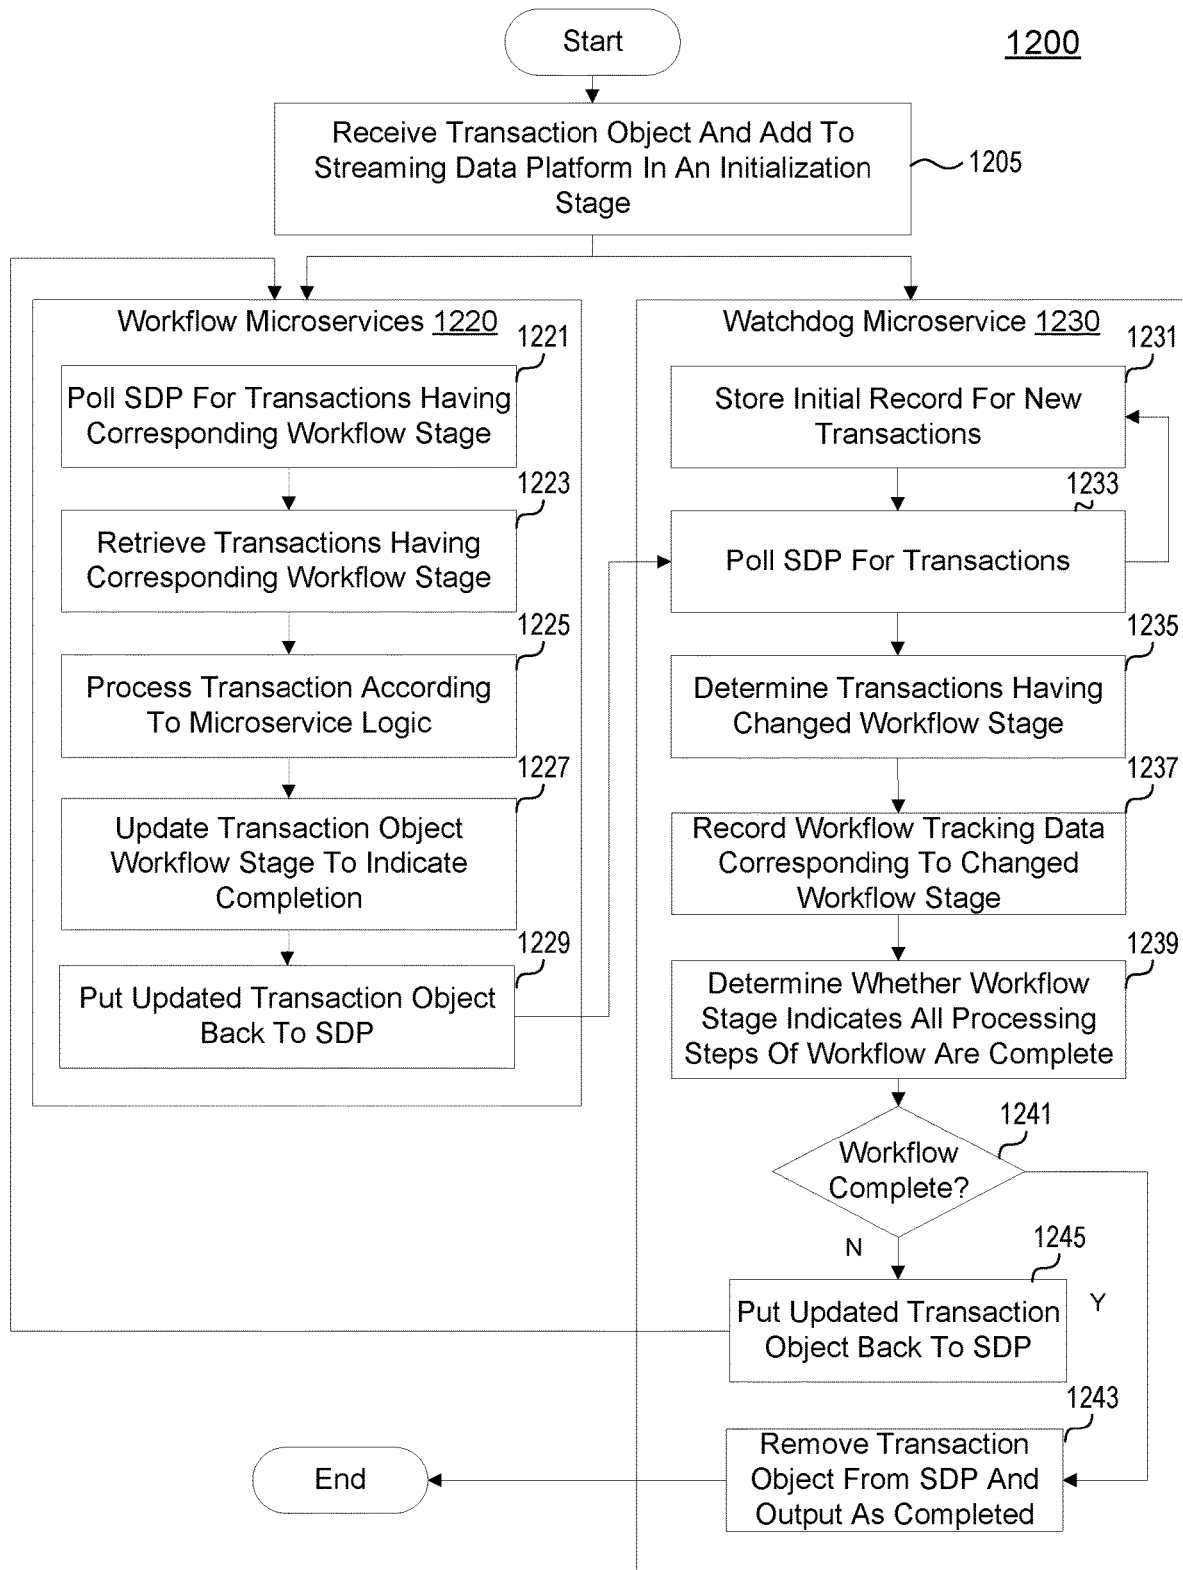 Start
1200
Receive Transaction Object And Add To
Streaming Data Platform In An Initialization
Stage
1205
Workflow Microservices 1220
1221
Poll SDP For Transactions Having
Corresponding Workflow Stage
1223
Retrieve Transactions Having
Corresponding Workflow Stage
1225
Process Transaction According
To Microservice Logic
1227
Update Transaction Object
Workflow Stage To Indicate
Completion
1229
Put Updated Transaction Object
Back To SDP
Watchdog Microservice 1230
1231
Store Initial Record For New
Transactions
1233
Poll SDP For Transactions
1235
Determine Transactions Having
Changed Workflow Stage
1237
Record Workflow Tracking Data
Corresponding To Changed
Workflow Stage
1239
Determine Whether Workflow
Stage Indicates All Processing
Steps Of Workflow Are Complete
1241
Workflow
Complete?
N
1245
Put Updated Transaction
Object Back To SDP
Y
1243
Remove Transaction
Object From SDP And
Output As Completed
End